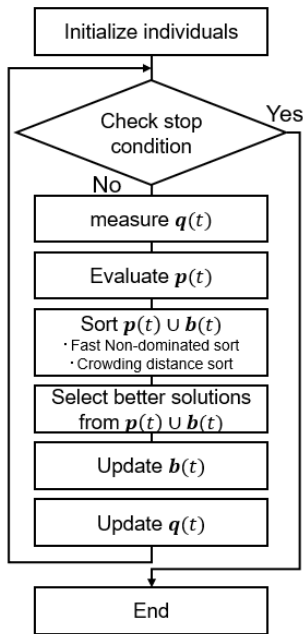 Initialize individuals
Check stop
condition
Yes
No
measure q(t)
Evaluate p(t)
Sort p(t) ∪ b(t)
・Fast Non-dominated sort
・Crowding distance sort
Select better solutions
from p(t) ∪ b(t)
Update b(t)
Update q(t)
End